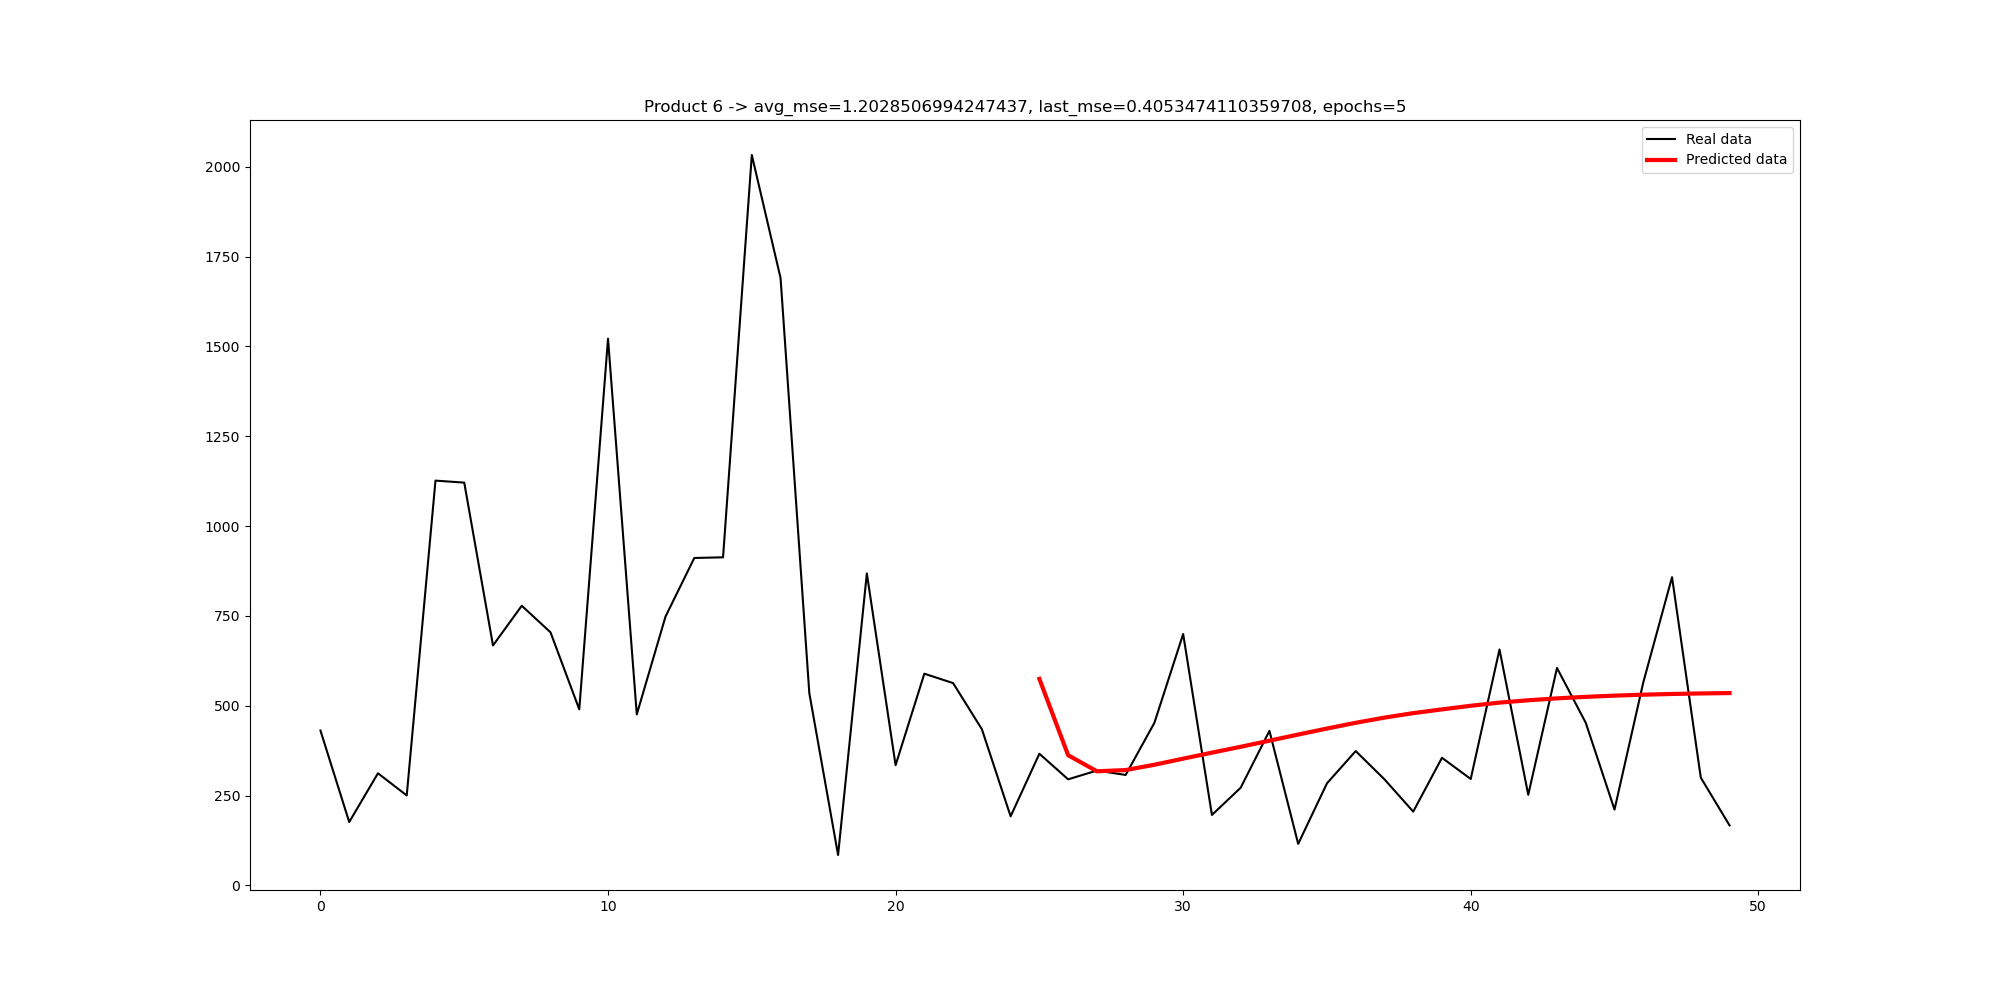 Product 6 -> avg_mse=1.2028506994247437, last_mse=0.4053474110359708, epochs=5
Real data
Predicted data
2000
1750
1500
1250
1000
750
500
250
0
0 10 20 30 40 50